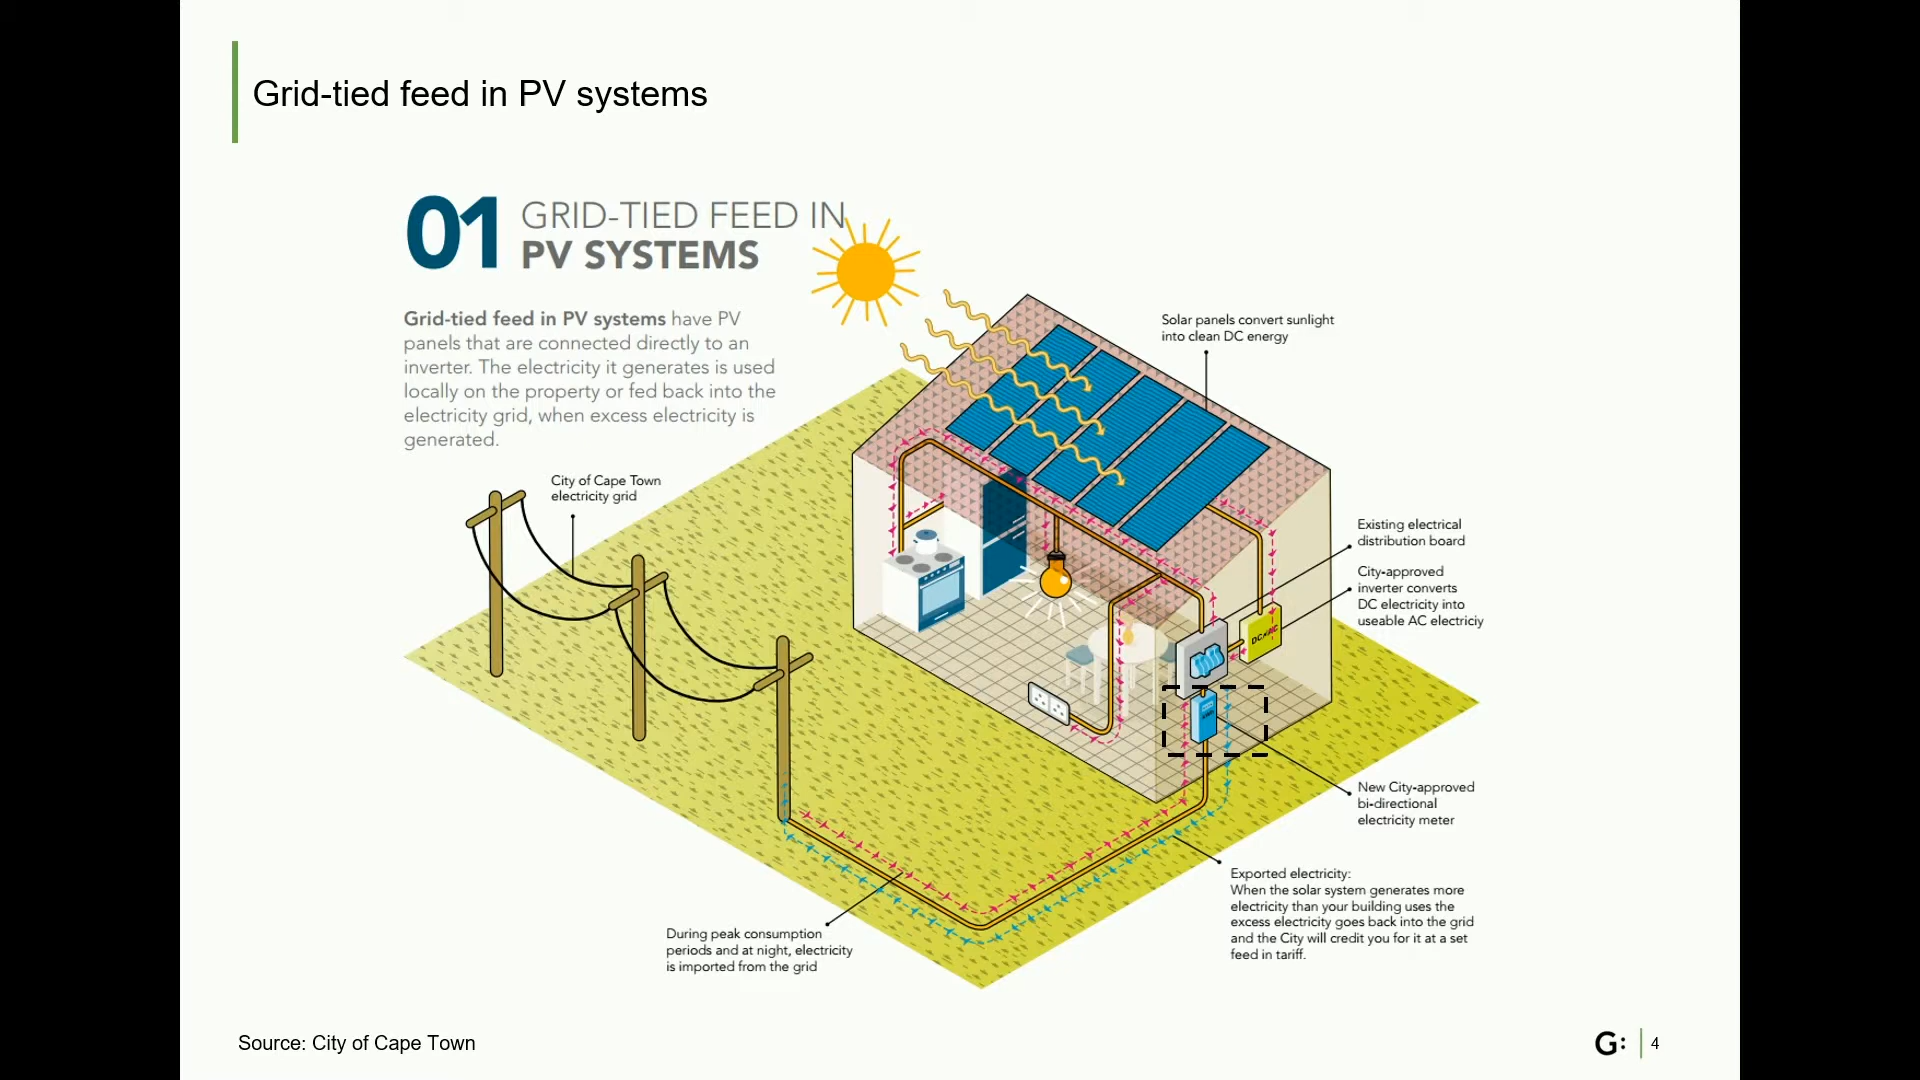 Grid-tied feed in PV systems
01
GRID-TIED FEED IN
PV SYSTEMS
Grid-tied feed in PV systems have PV
panels that are connected directly to an
inverter. The electricity it generates is used
locally on the property or fed back into the
electricity grid, when excess electricity is
generated.
Solar panels convert sunlight
into clean DC energy
City of Cape Town
electricity grid
Existing electrical
distribution board
City-approved
inverter converts
DC electricity into
useable AC electriciy
DC AC
New City-approved
bi-directional
electricity meter
Exported electricity:
When the solar system generates more
electricity than your building uses the
excess electricity goes back into the grid
and the City will credit you for it at a set
feed in tariff.
During peak consumption
periods and at night, electricity
is imported from the grid
Source: City of Cape Town
G:
4